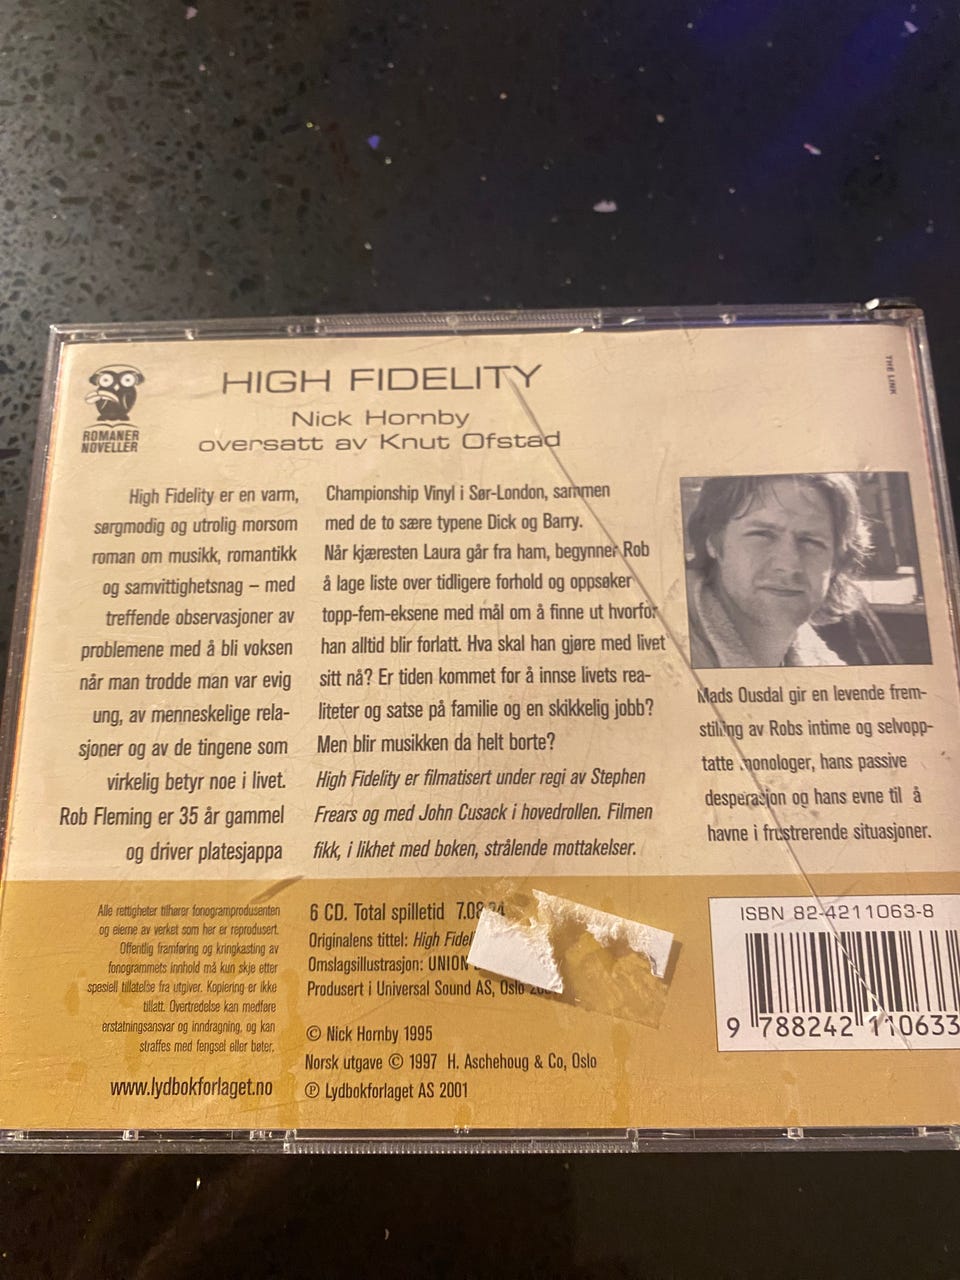 THE LINK
ROMANER
NOVELLER
HIGH FIDELITY
Nick Hornby
oversatt av Knut Ofstad
High Fidelity er en varm,
sørgmodig og utrolig morsom
roman om musikk, romantikk
og samvittighetsnag – med
treffende observasjoner av
problemene med å bli voksen
når man trodde man var evig
ung, av menneskelige rela-
sjoner og av de tingene som
virkelig betyr noe i livet.
Rob Fleming er 35 år gammel
og driver platesjappa
Championship Vinyl i Sør-London, sammen
med de to sære typene Dick og Barry.
Når kjæresten Laura går fra ham, begynner Rob
å lage liste over tidligere forhold og oppsøker
topp-fem-eksene med mål om å finne ut hvorfor
han alltid blir forlatt. Hva skal han gjøre med livet
sitt nå? Er tiden kommet for å innse livets rea-
liteter og satse på familie og en skikkelig jobb?
Men blir musikken da helt borte?
High Fidelity er filmatisert under regi av Stephen
Frears og med John Cusack i hovedrollen. Filmen
fikk, i likhet med boken, strålende mottakelser.
Mads Ousdal gir en levende frem-
stilling av Robs intime og selvopp-
tatte monologer, hans passive
desperasjon og hans evne til å
havne i frustrerende situasjoner.
Alle rettigheter tilhører fonogramprodusenten
og eierne av verket som her er reprodusert.
Offentlig framføring og kringkasting av
fonogrammets innhold må kun skje etter
spesiell tillatelse fra utgiver. Kopiering er ikke
tillatt. Overtredelse kan medføre
erstatningsansvar og inndragning, og kan
straffes med fengsel eller bøter.
www.lydbokforlaget.no
6 CD. Total spilletid
Originalens tittel: High
Omslagsillustrasjon: UNION
Produsert i Universal Sound AS, Oslo
© Nick Hornby 1995
Norsk utgave © 1997 H. Aschehoug & Co, Oslo
℗ Lydbokforlaget AS 2001
ISBN 82-4211063-8
9 788242 110633